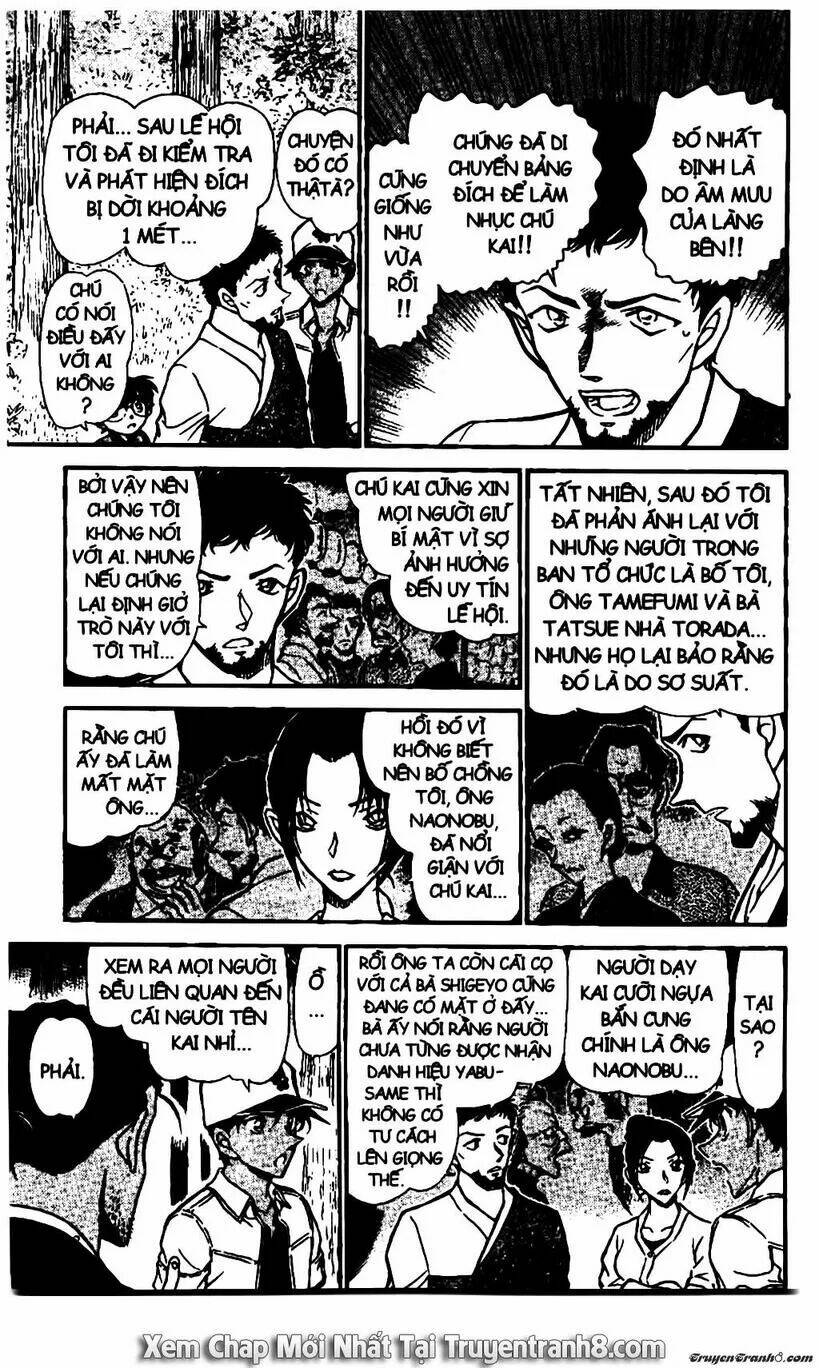 ĐÓ NHẤT
ĐỊNH LÀ
DO ÂM MƯU
CỦA LÀNG
BÊN!!
CHÚNG ĐÃ DI
CHUYỂN BẢNG
ĐÍCH ĐỂ LÀM
NHỤC CHÚ
KAI!!
CŨNG
GIỐNG
NHƯ
VỪA
RỒI
!!
CHUYỆN
ĐÓ CÓ
THẬTÀ?
PHẢI... SAU LỄ HỘI
TÔI ĐÃ ĐI KIỂM TRA
VÀ PHÁT HIỆN ĐÍCH
BỊ DỜI KHOẢNG
1 MÉT...
CHÚ
CÓ NÓI
ĐIỀU ĐẤY
VỚI AI
KHÔNG
?
TẤT NHIÊN, SAU ĐÓ TÔI
ĐÃ PHẢN ÁNH LẠI VỚI
NHỮNG NGƯỜI TRONG
BAN TỔ CHỨC LÀ BỐ TÔI,
ÔNG TAMEFUMI VÀ BÀ
TATSUE NHÀ TORADA...
NHƯNG HỌ LẠI BẢO RẰNG
ĐỐ LÀ DO SƠ SUẤT.
CHÚ KAI CŨNG XIN
MỌI NGƯỜI GIỮ
BÍ MẬT VÌ SỢ
ẢNH HƯỞNG
ĐẾN UY TÍN
LỄ HỘI.
BỞI VẬY NÊN
CHÚNG TÔI
KHÔNG NÓI
VỚI AI. NHƯNG
NẾU CHÚNG
LẠI ĐỊNH GIỞ
TRÒ NÀY VỚI
TÔI THÌ...
HỒI ĐÓ VÌ
KHÔNG BIẾT
NÊN BỐ CHỒNG
TÔI, ÔNG
NAONOBU,
ĐÃ NỔI
GIẬN VỚI
CHÚ KAI...
RẰNG CHÚ
ẤY ĐÃ LÀM
MẤT MẶT
ÔNG...
TẠI
SAO
?
NGƯỜI DẠY
KAI CƯỠI NGỰA
BẮN CUNG
CHÍNH LÀ ÔNG
NAONOBU...
RỒI ÔNG TA CÒN CÃI CỌ
VỚI CẢ BÀ SHIGEYO CŨNG
ĐANG CÓ MẶT Ở ĐẤY...
BÀ ẤY NÓI RẰNG NGƯỜI
CHƯA TỪNG ĐƯỢC NHẬN
DANH HIỆU YABU-
SAME THÌ
KHÔNG CÓ
TƯ CÁCH
LÊN GIỌNG
THẾ.
Ồ
...
XEM RA MỌI NGƯỜI
ĐỀU LIÊN QUAN ĐẾN
CÁI NGƯỜI TÊN
KAI NHỈ...
PHẢI.
Xem Chap Mới Nhất Tại Truyentranh8.com
TruyenTranh8.com